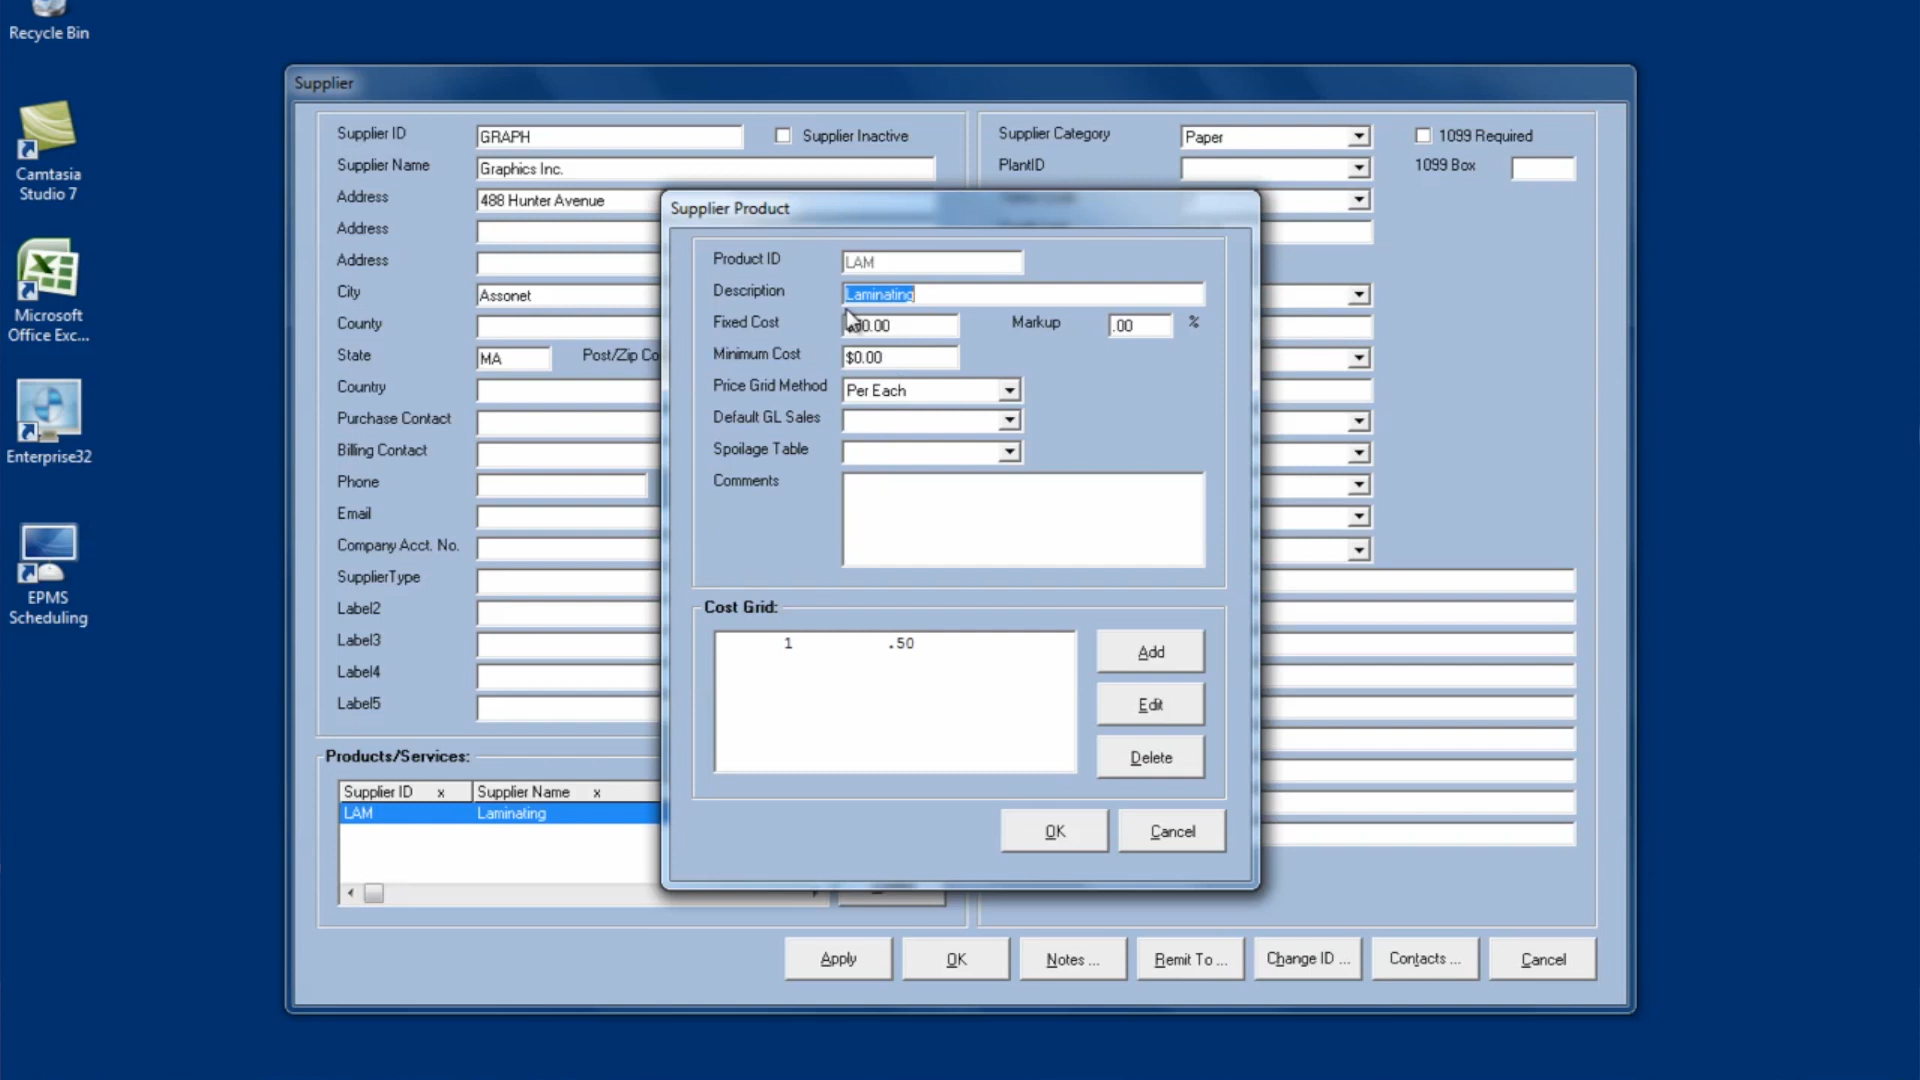 Recycle Bin
Camtasia
Studio 7
Microsoft
Office Exc...
Enterprise32
EPMS
Scheduling
Supplier
Supplier ID GRAPH Supplier Inactive
Supplier Name Graphics Inc.
Address 488 Hunter Avenue
Address
Address
City Assonet
County
State MA Post/Zip Co
Country
Purchase Contact
Billing Contact
Phone
Email
Company Acct. No.
SupplierType
Label2
Label3
Label4
Label5
Supplier Category Paper 1099 Required
PlantID 1099 Box
Supplier Product
Product ID LAM
Description Laminating
Fixed Cost 0.00 Markup .00 %
Minimum Cost $0.00
Price Grid Method Per Each
Default GL Sales
Spoilage Table
Comments
Cost Grid:
1 .50
Add
Edit
Delete
OK Cancel
Products/Services:
Supplier ID x Supplier Name x
LAM Laminating
Apply OK Notes ... Remit To ... Change ID ... Contacts ... Cancel